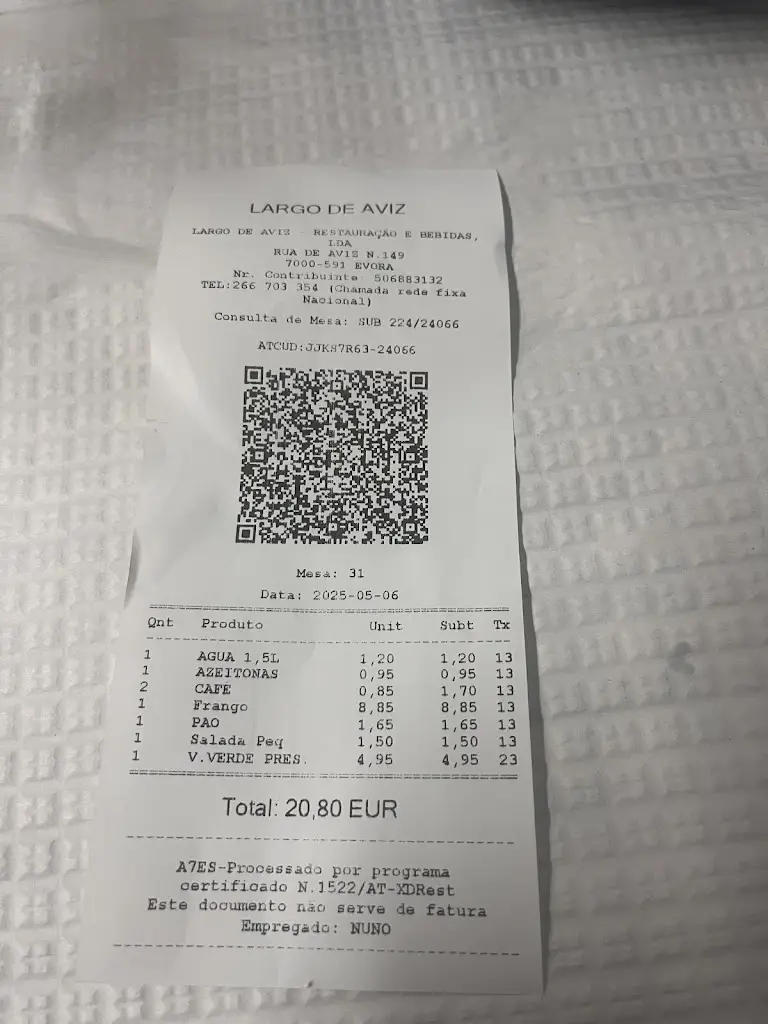 LARGO DE AVIZ
LARGO DE AVIZ - RESTAURAÇÃO E BEBIDAS,
LDA
RUA DE AVIS N.149
7000-591 EVORA
Nr. Contribuinte: 506883132
TEL:266 703 354 (Chamada rede fixa
Nacional)
Consulta de Mesa: SUB 224/24066
ATCUD:JJKS7R63-24066
Mesa: 31
Data: 2025-05-06
Qnt Produto Unit Subt Tx
1 AGUA 1,5L 1,20 1,20 13
1 AZEITONAS 0,95 0,95 13
2 CAFÉ 0,85 1,70 13
1 Frango 8,85 8,85 13
1 PAO 1,65 1,65 13
1 Salada Peq 1,50 1,50 13
1 V.VERDE PRES. 4,95 4,95 23
Total: 20,80 EUR
A7ES-Processado por programa
certificado N.1522/AT-XDRest
Este documento não serve de fatura
Empregado: NUNO